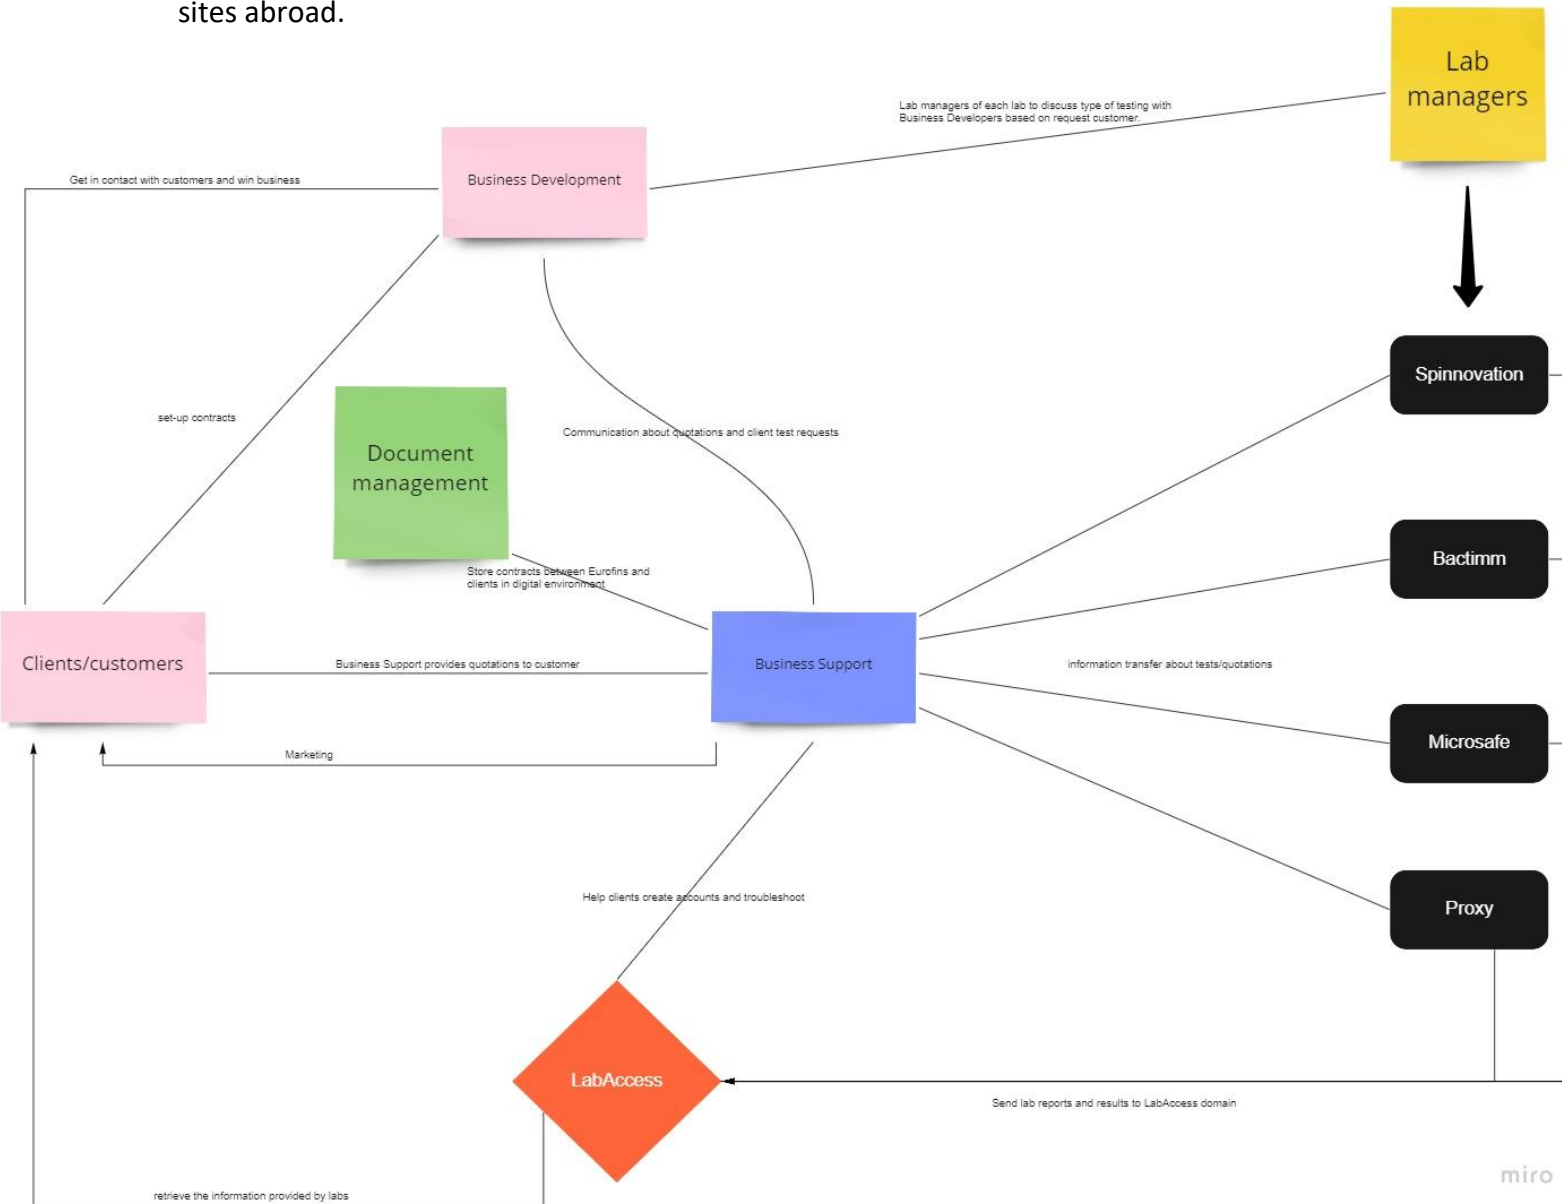 sites abroad.
Lab
managers
Lab managers of each lab to discuss type of testing with
Business Developers based on request customer.
Business Development
Get in contact with customers and win business
Spinnovation
set-up contracts
Communication about quotations and client test requests
Document
management
Bactimm
Store contracts between Eurofins and
clients in digital environment
Clients/customers
Business Support provides quotations to customer
Business Support
information transfer about tests/quotations
Microsafe
Marketing
Help clients create accounts and troubleshoot
Proxy
LabAccess
Send lab reports and results to LabAccess domain
miro
retrieve the information provided by labs